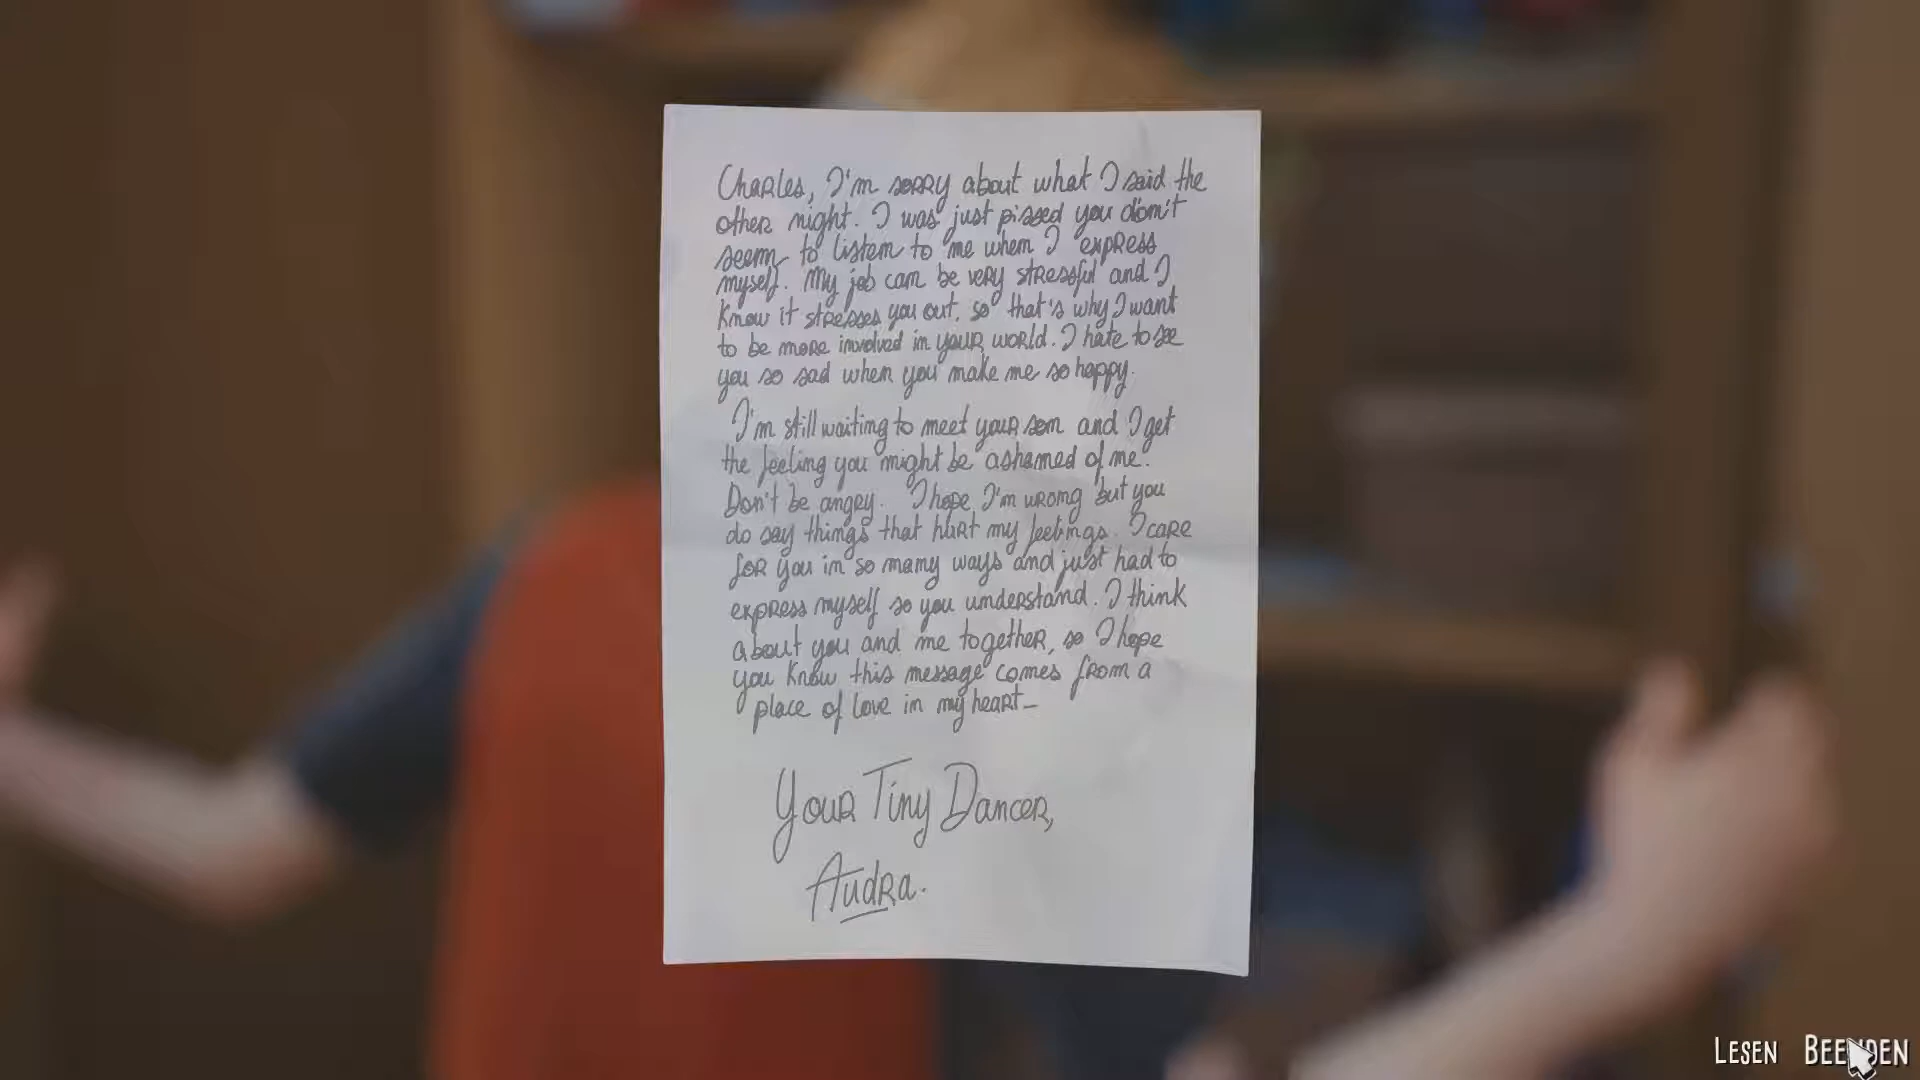 Charles, I'm sorry about what I said the
other night. I was just pissed you don't
seem to listen to me when I express
myself. My job can be very stressful and I
know it stresses you out, so that's why I want
to be more involved in your world. I hate to see
you so sad when you make me so happy.
I'm still waiting to meet your son and I get
the feeling you might be ashamed of me.
Don't be angry. I hope I'm wrong but you
do say things that hurt my feelings. I care
for you in so many ways and just had to
express myself so you understand. I think
about you and me together, so I hope
you know this message comes from a
place of love in my heart_
Your Tiny Dancer,
Audra.
Lesen Beenden